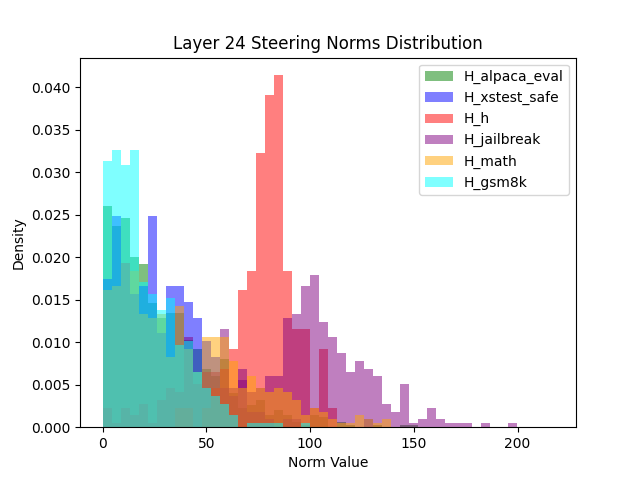 Layer 24 Steering Norms Distribution
H_alpaca_eval
H_xstest_safe
H_h
H_jailbreak
H_math
H_gsm8k
Density
0.040
0.035
0.030
0.025
0.020
0.015
0.010
0.005
0.000
0
50
100
150
200
Norm Value